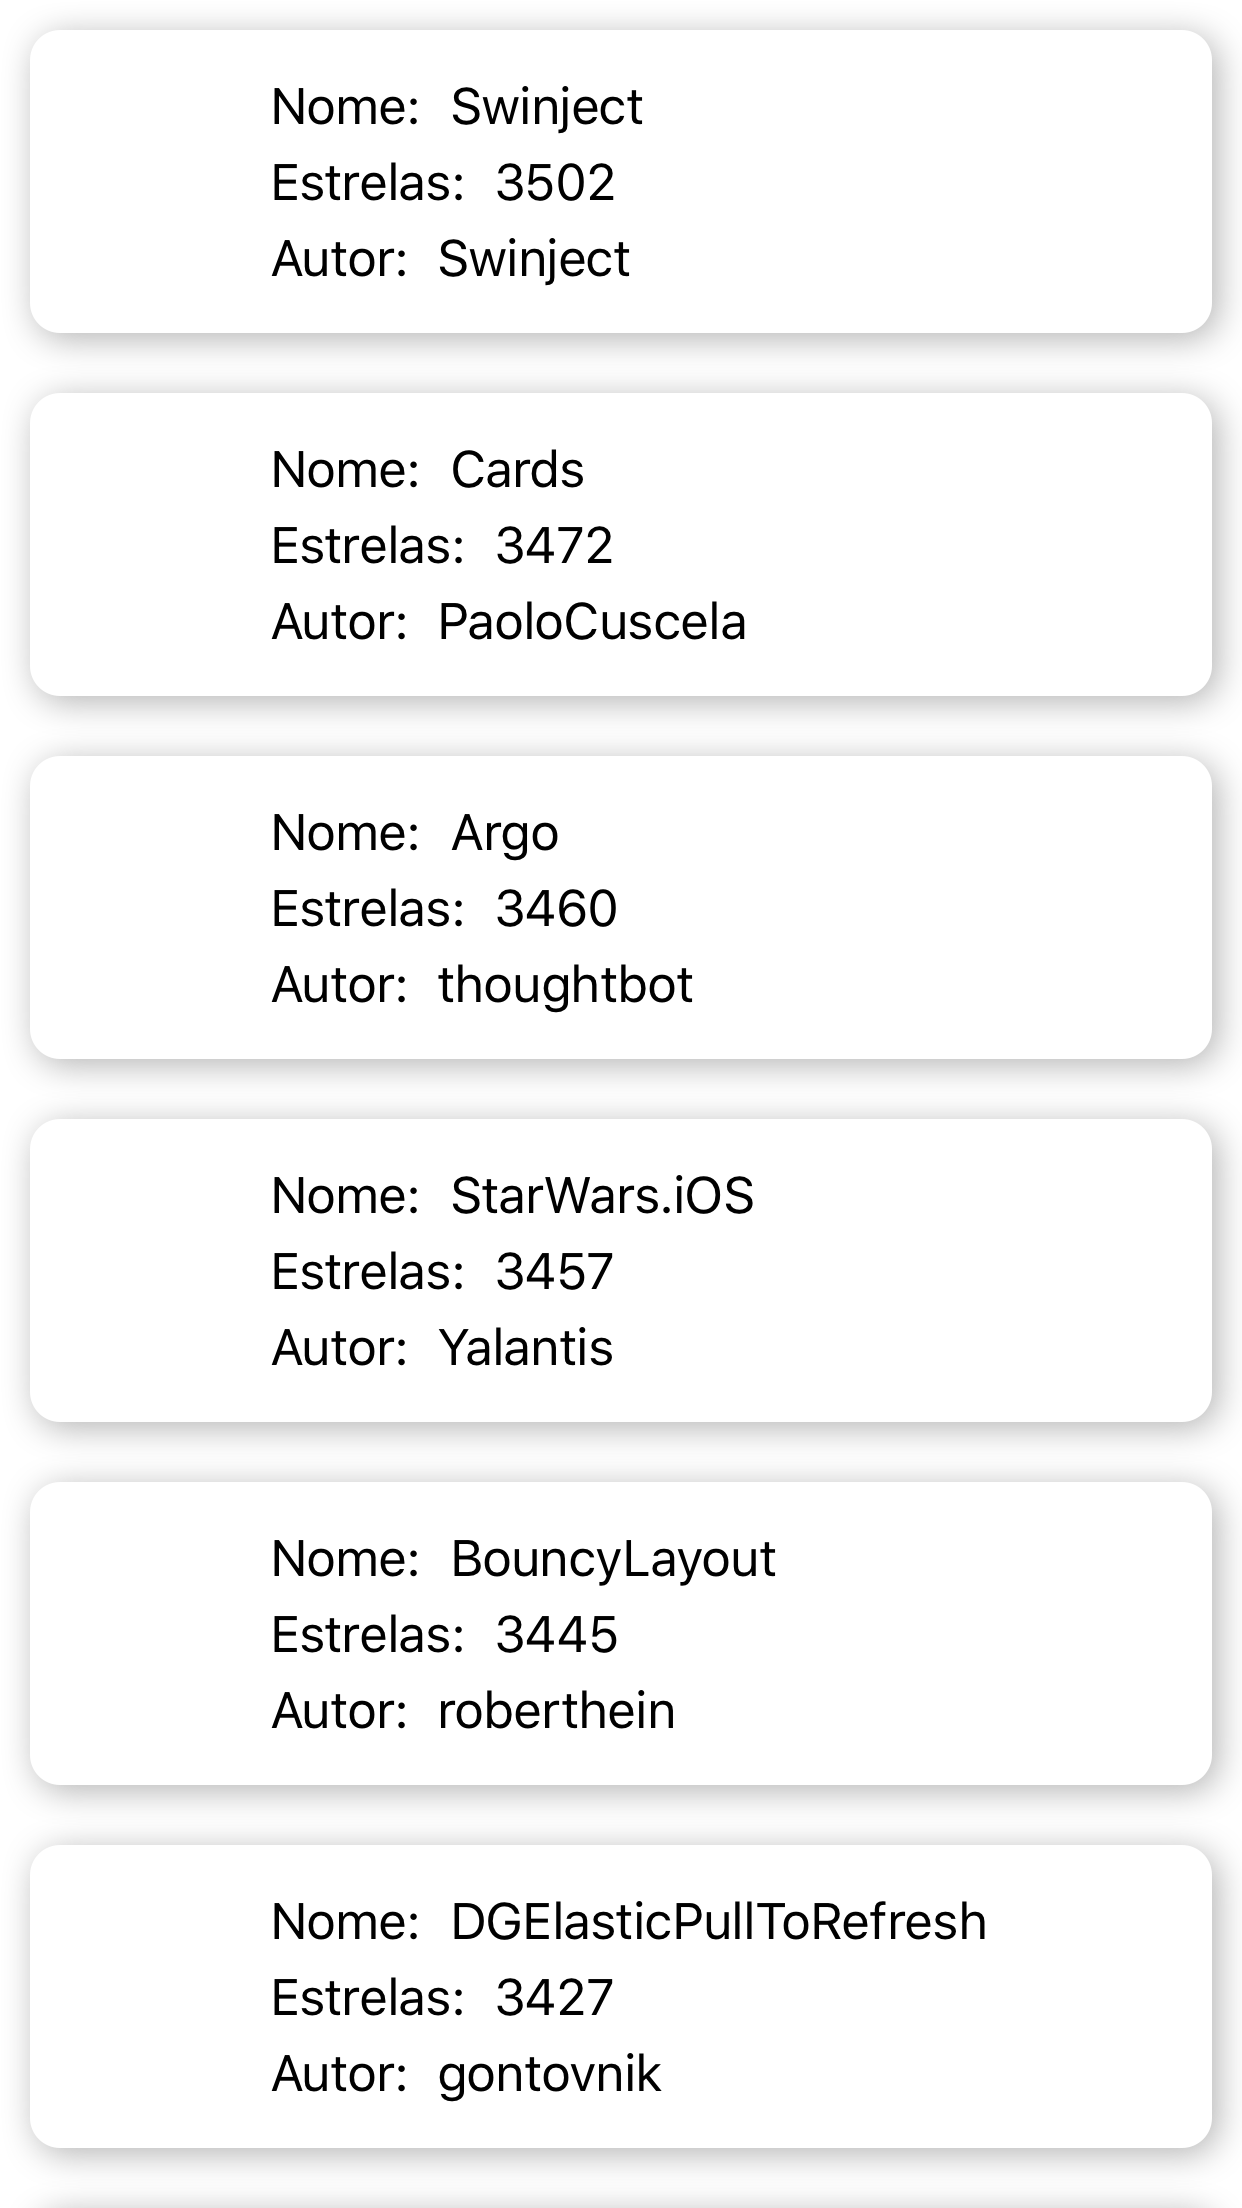 Nome: Swinject
Estrelas: 3502
Autor: Swinject
Nome: Cards
Estrelas: 3472
Autor: PaoloCuscela
Nome: Argo
Estrelas: 3460
Autor: thoughtbot
Nome: StarWars.iOS
Estrelas: 3457
Autor: Yalantis
Nome: BouncyLayout
Estrelas: 3445
Autor: roberthein
Nome: DGElasticPullToRefresh
Estrelas: 3427
Autor: gontovnik